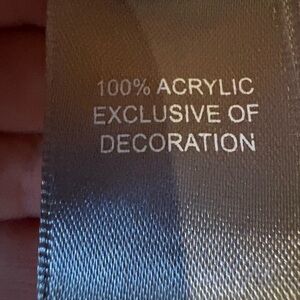 100% ACRYLIC
EXCLUSIVE OF
DECORATION